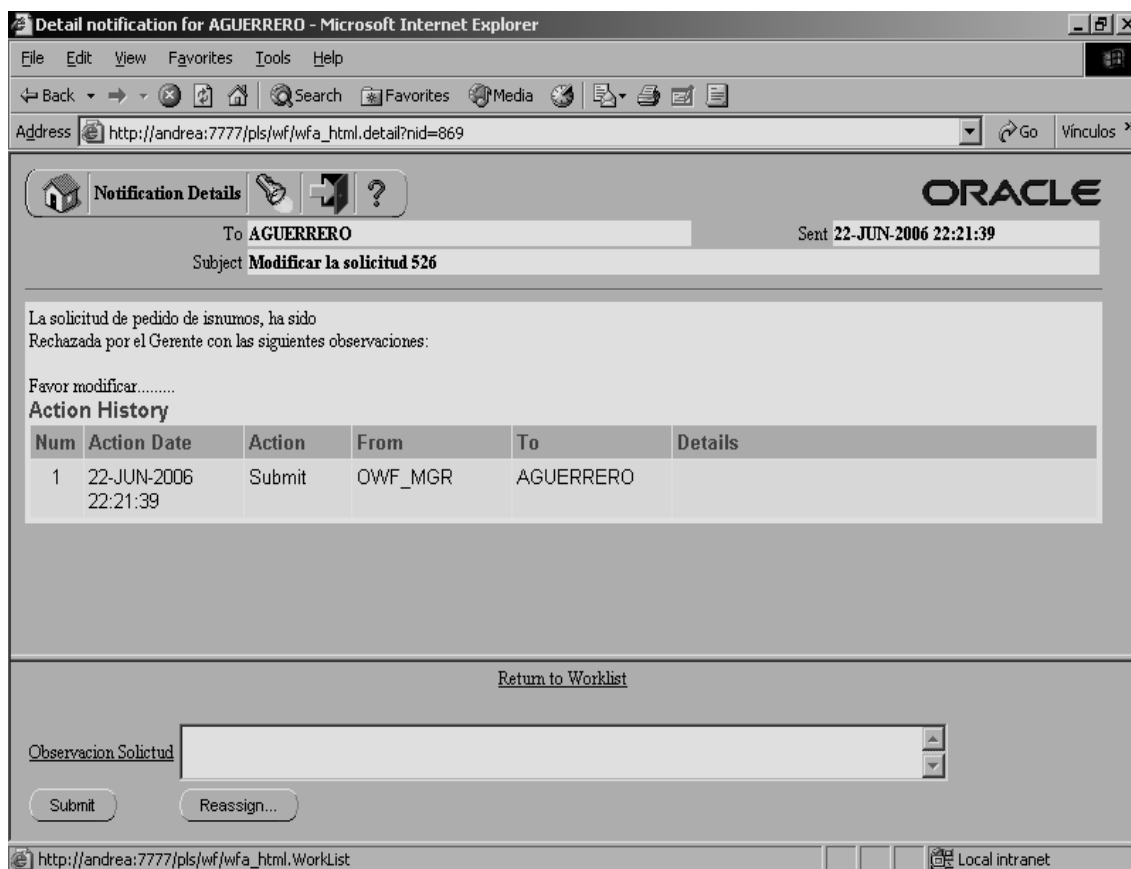 Detail notification for AGUERRERO - Microsoft Internet Explorer
File Edit View Favorites Tools Help
Back Search Favorites Media
Address http://andrea:7777/pls/wf/wfa_html.detail?nid=869 Go Vínculos
Notification Details ? ORACLE
To AGUERRERO Sent 22-JUN-2006 22:21:39
Subject Modificar la solicitud 526
La solicitud de pedido de isnumos, ha sido
Rechazada por el Gerente con las siguientes observaciones:
Favor modificar.........
Action History
Num Action Date Action From To Details
1 22-JUN-2006 Submit OWF_MGR AGUERRERO
22:21:39
Return to Worklist
Observacion Solictud
Submit Reassign...
http://andrea:7777/pls/wf/wfa_html.WorkList Local intranet